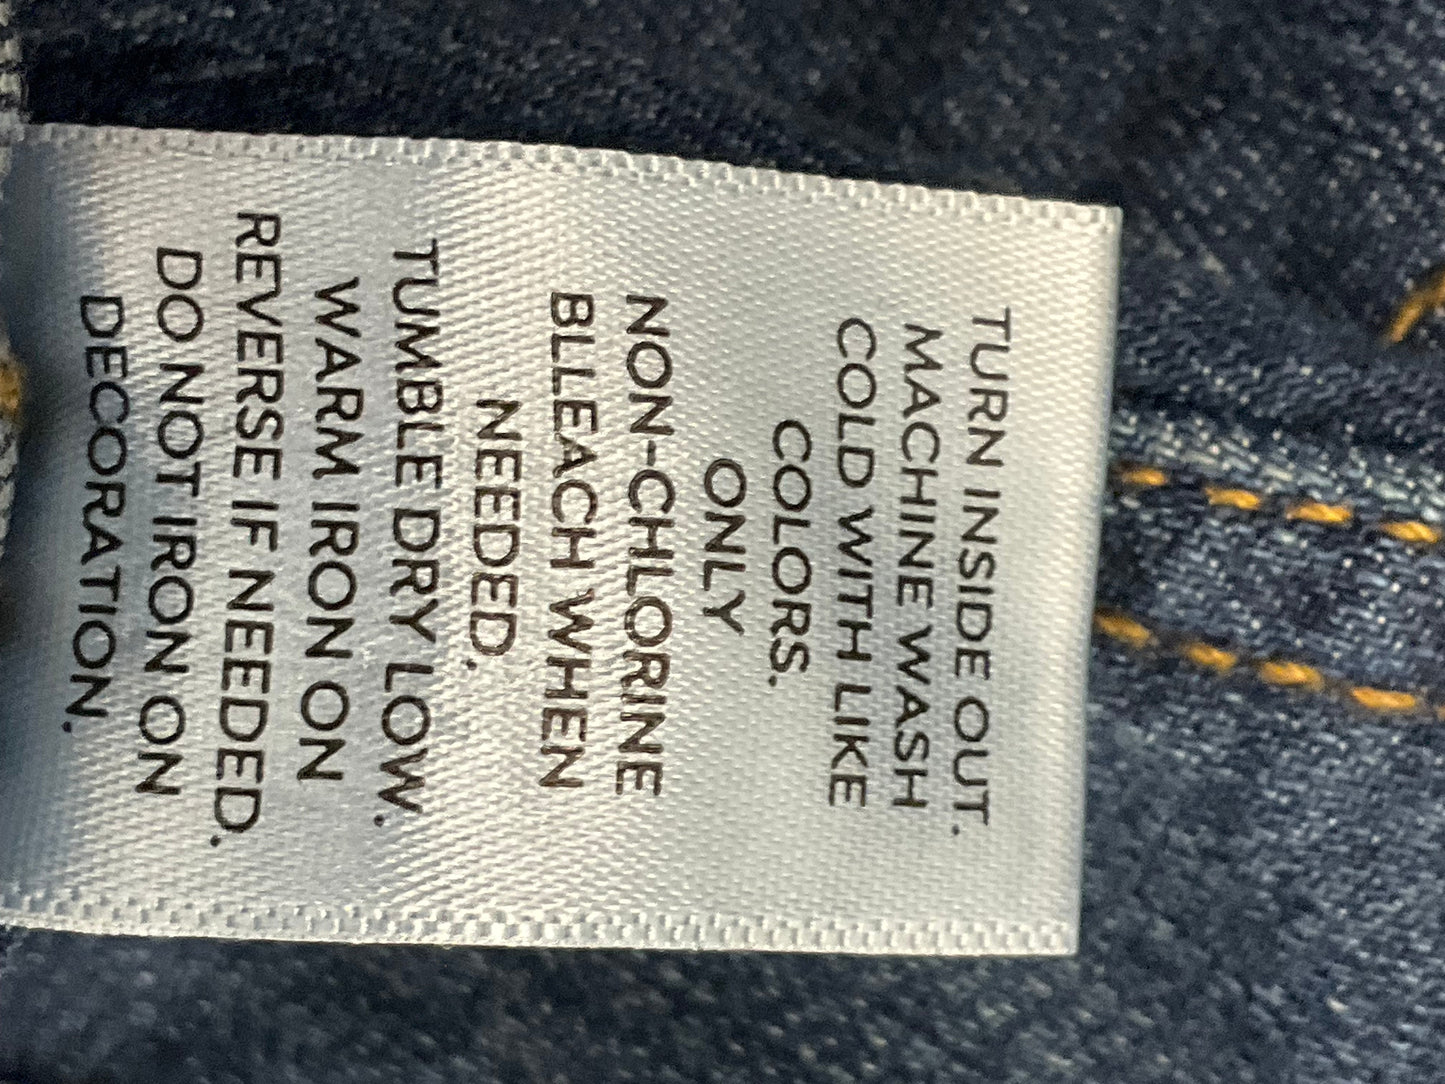 TURN INSIDE OUT.
MACHINE WASH
COLD WITH LIKE
COLORS.
ONLY
NON-CHLORINE
BLLEACH WHEN
NEEDED.
TUMBLE DRY LOW.
WARM IRON ON
REVERSE IF NEEDED.
DO NOT IRON ON
DECORATION.